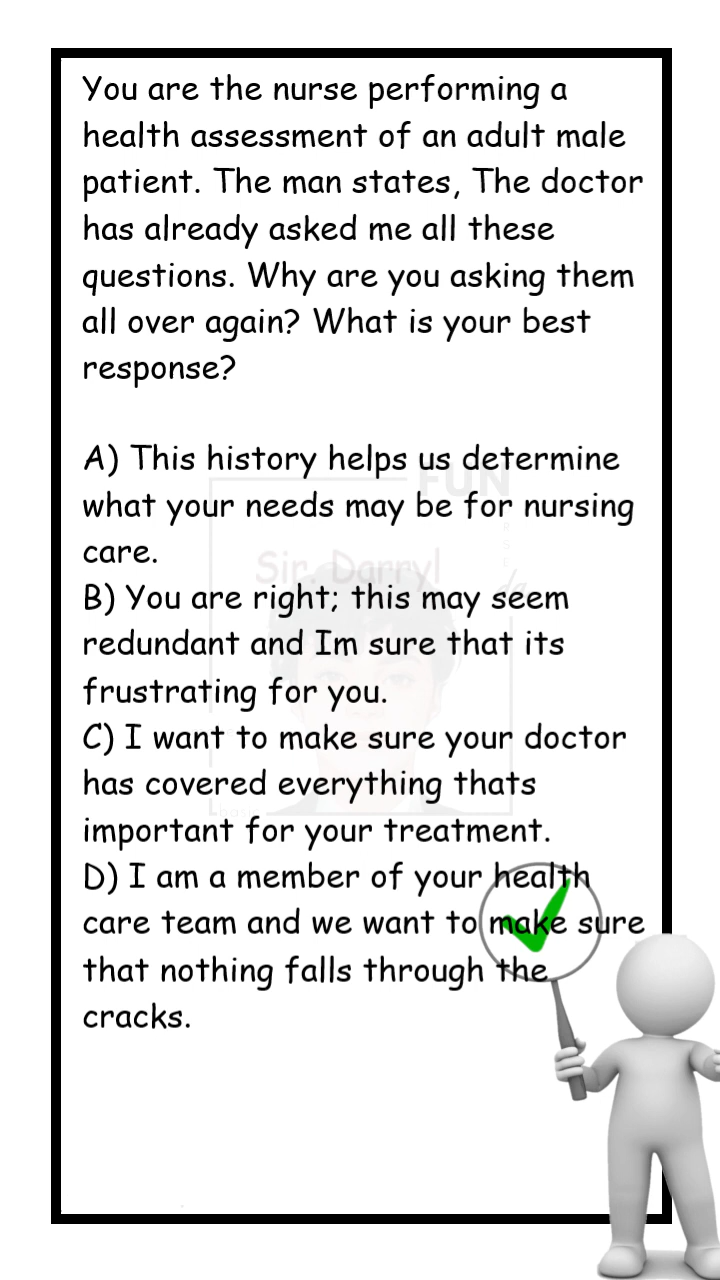 You are the nurse performing a
health assessment of an adult male
patient. The man states, The doctor
has already asked me all these
questions. Why are you asking them
all over again? What is your best
response?
A) This history helps us determine
what your needs may be for nursing
care.
B) You are right; this may seem
redundant and Im sure that its
frustrating for you.
C) I want to make sure your doctor
has covered everything thats
important for your treatment.
D) I am a member of your health
care team and we want to make sure
that nothing falls through the
cracks.
FUN
Sir. Darryl